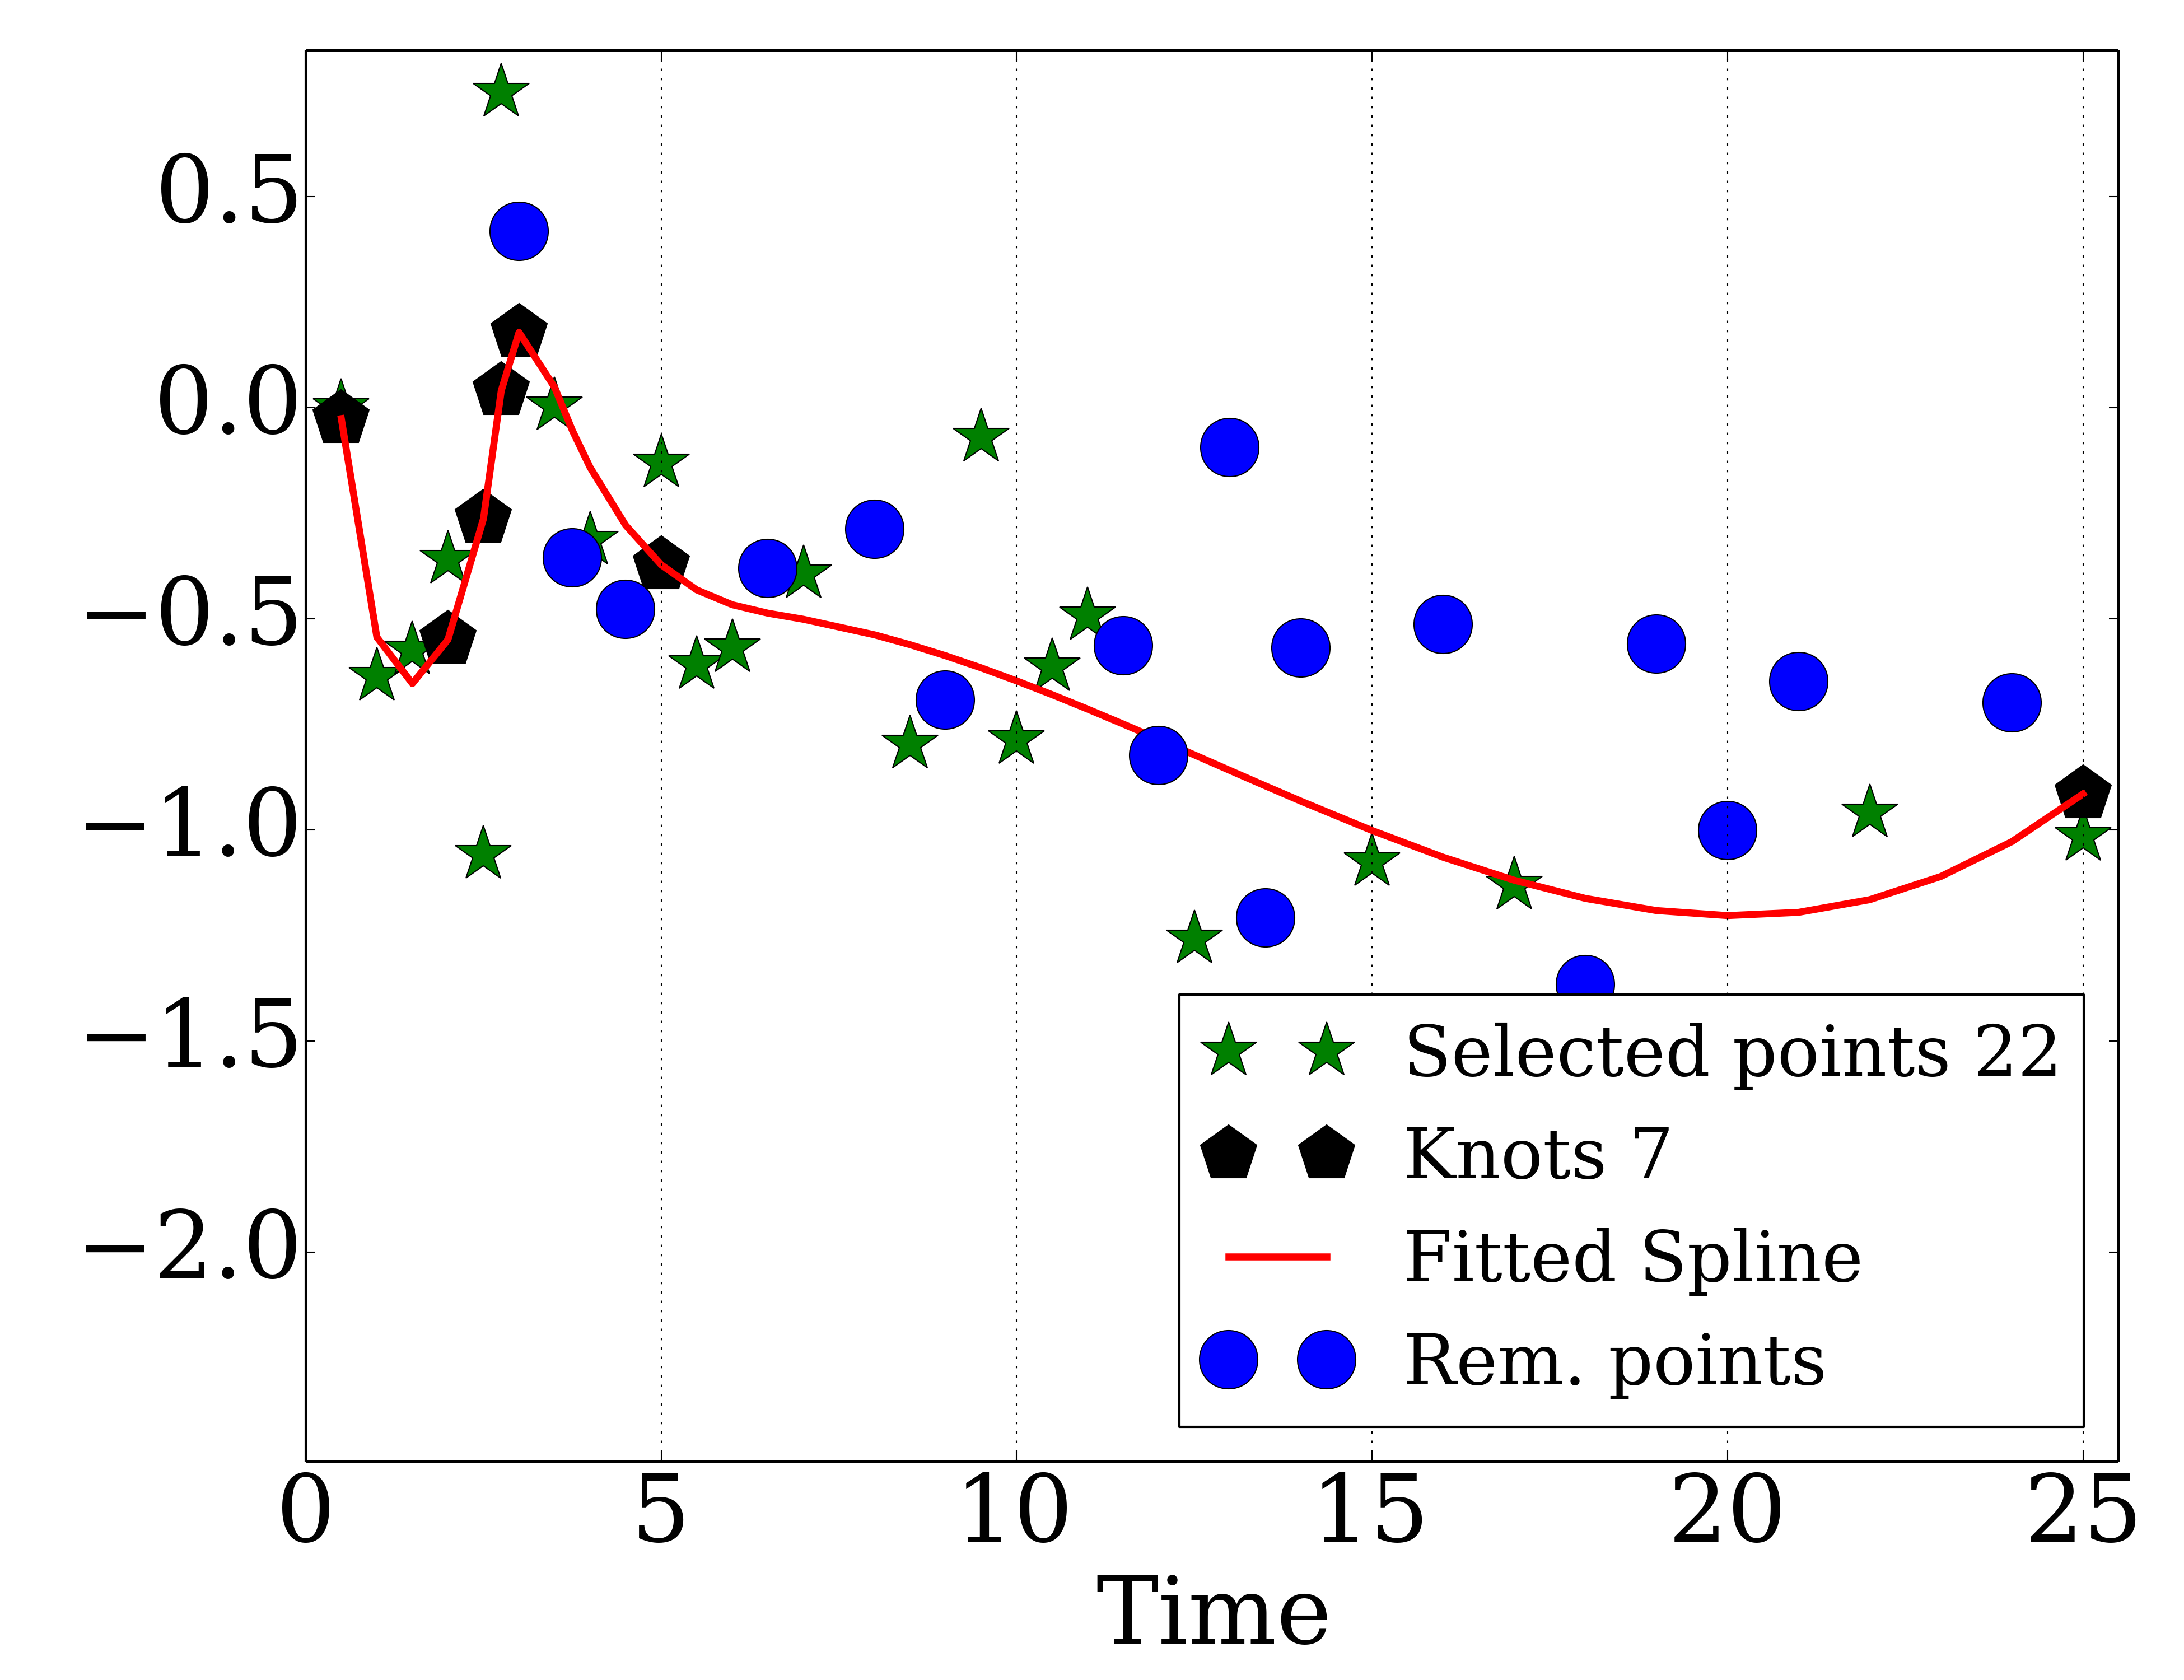 0.5
0.0
−0.5
−1.0
−1.5
−2.0
Selected points 22
Knots 7
Fitted Spline
Rem. points
0 5 10 15 20 25
Time